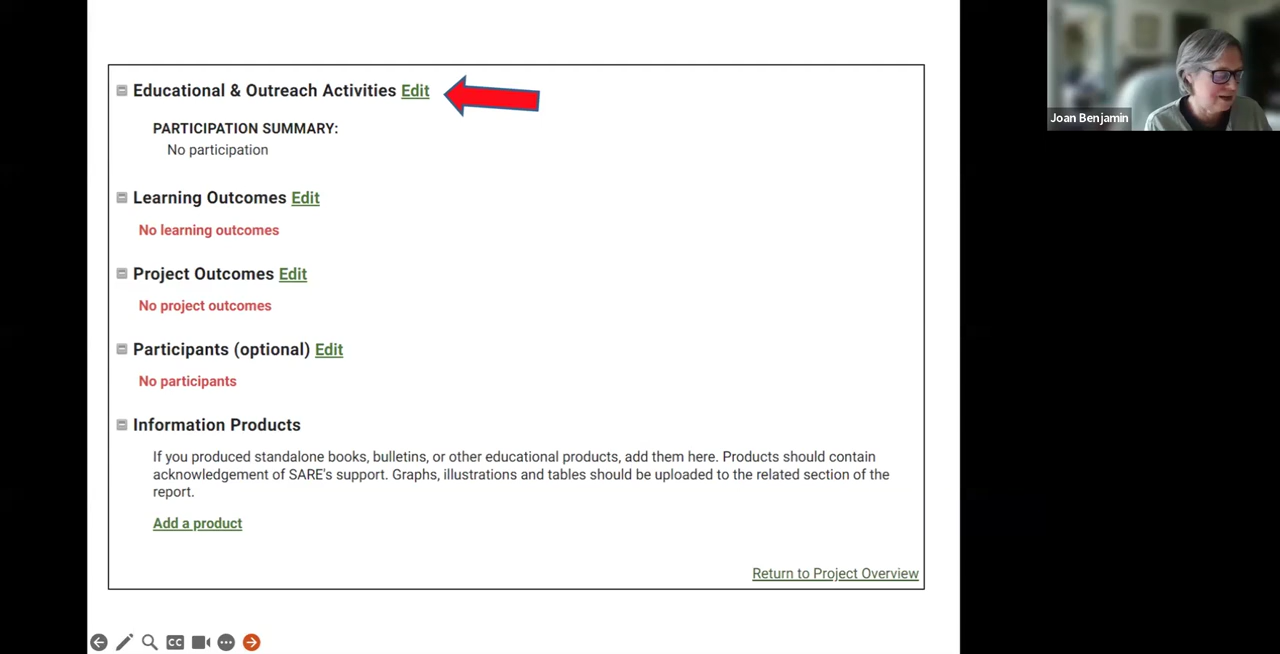 Educational & Outreach Activities Edit
PARTICIPATION SUMMARY:
No participation
Learning Outcomes Edit
No learning outcomes
Project Outcomes Edit
No project outcomes
Participants (optional) Edit
No participants
Information Products
If you produced standalone books, bulletins, or other educational products, add them here. Products should contain
acknowledgement of SARE's support. Graphs, illustrations and tables should be uploaded to the related section of the
report.
Add a product
Return to Project Overview
CC
Joan Benjamin